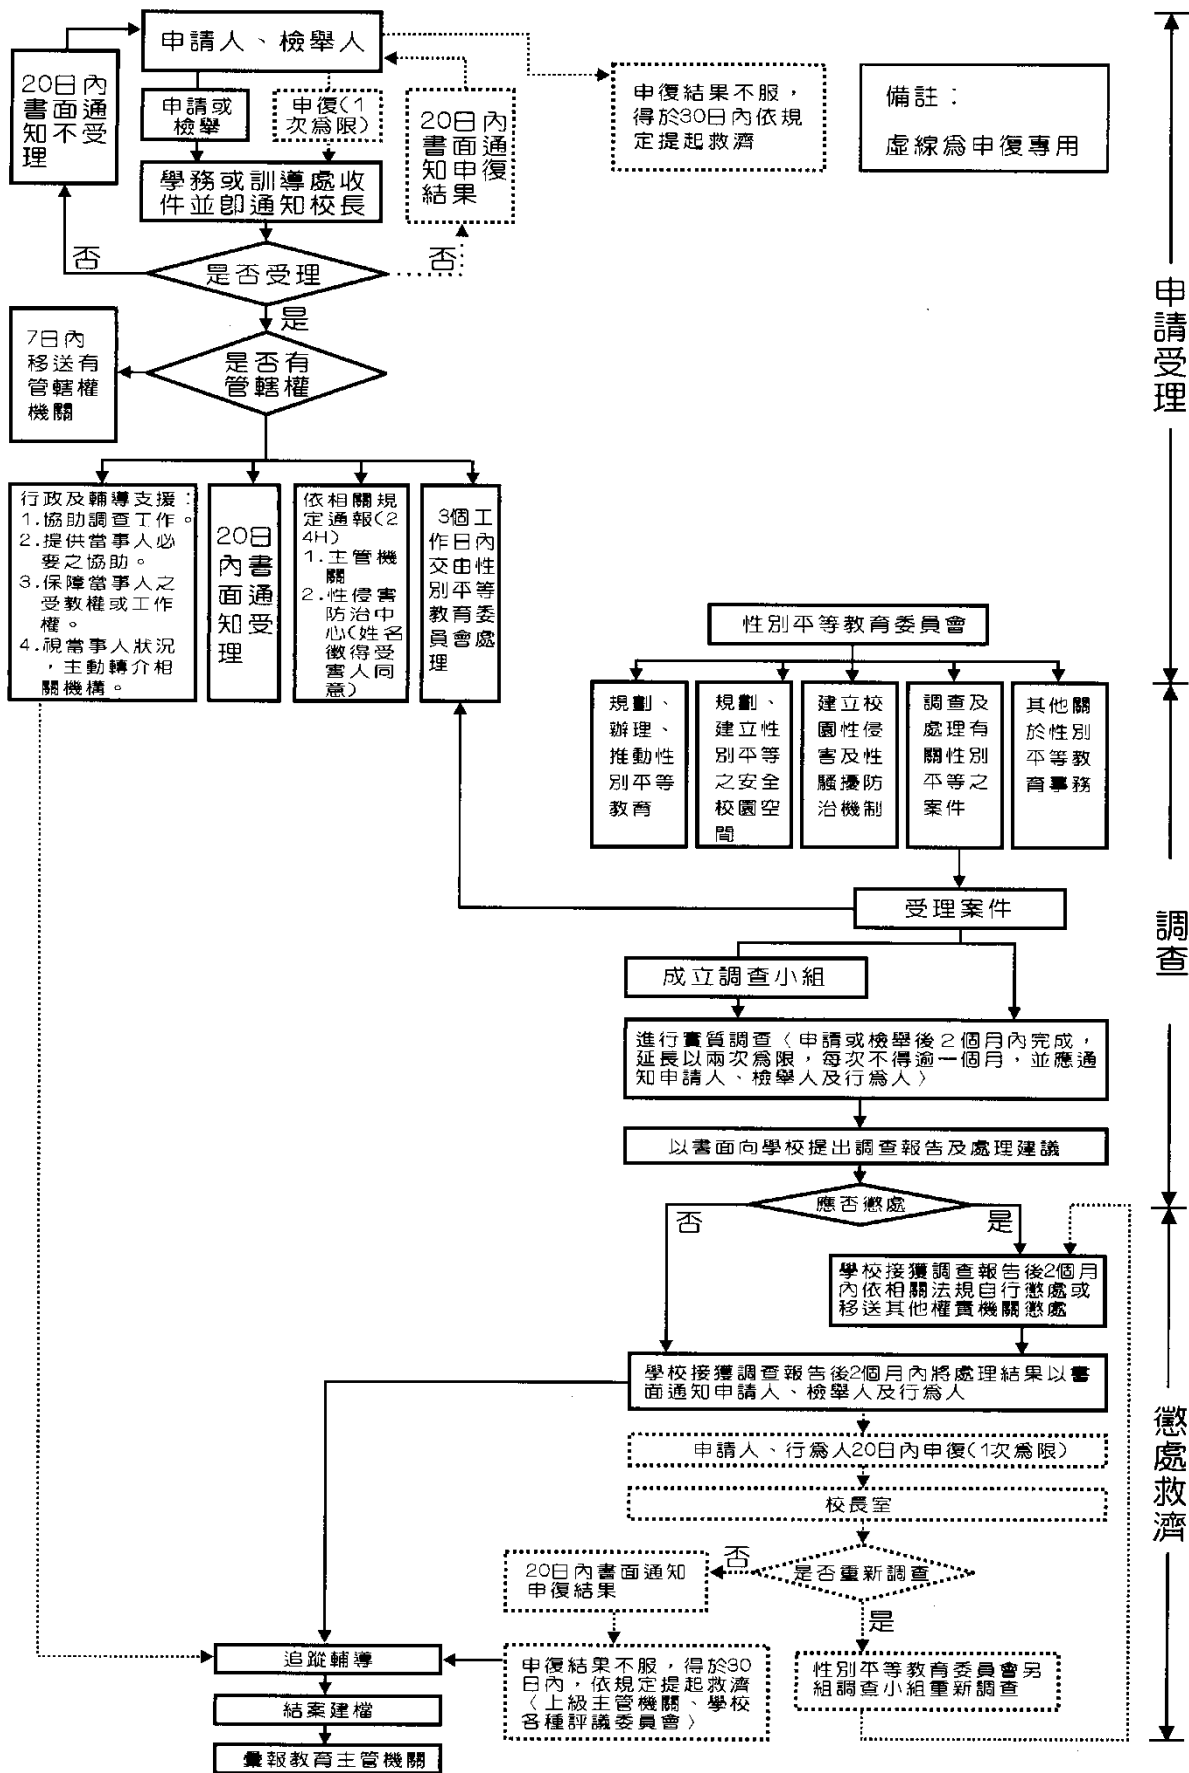 申請人、檢舉人
20日內
書面通
知不受
理
申請或
檢舉
申復(1
次為限)
20日內
書面通
知申復
結果
申復結果不服，
得於30日內依規
定提起救濟
備註：
虛線為申復專用
學務或訓導處收
件並即通知校長
否
是否受理
否
是
7日內
移送有
管轄權
機關
是否有
管轄權
申請受理
行政及輔導支援：
1.協助調查工作。
2.提供當事人必
要之協助。
3.保障當事人之
受教權或工作
權。
4.視當事人狀況
，主動轉介相
關機構。
20日
內書
面通
知受
理
依相關規
定通報(2
4H)
1.主管機
關
2.性侵害
防治中
心(姓名
徵得受
害人同
意)
3個工
作日內
交由性
別平等
教育委
員會處
理
性別平等教育委員會
規劃、
辦理、
推動性
別平等
教育
規劃、
建立性
別平等
之安全
校園空
間
建立校
園性侵
害及性
騷擾防
治機制
調查及
處理有
關性別
平等之
案件
其他關
於性別
平等教
育事務
受理案件
調查
成立調查小組
進行實質調查〈申請或檢舉後2個月內完成，
延長以兩次為限，每次不得逾一個月，並應通
知申請人、檢舉人及行為人〉
以書面向學校提出調查報告及處理建議
應否懲處
否
是
學校接獲調查報告後2個月
內依相關法規自行懲處或
移送其他權責機關懲處
學校接獲調查報告後2個月內將處理結果以書
面通知申請人、檢舉人及行為人
懲處救濟
申請人、行為人20日內申復(1次為限)
校長室
是否重新調查
否
是
20日內書面通知
申復結果
追蹤輔導
申復結果不服，得於30
日內，依規定提起救濟
〈上級主管機關、學校
各種評議委員會〉
性別平等教育委員會另
組調查小組重新調查
結案建檔
彙報教育主管機關